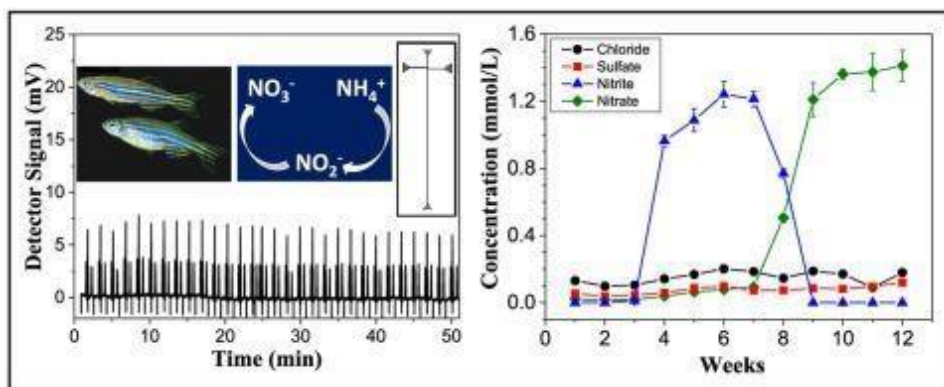 Detector Signal (mV)
25
20
15
10
5
0
NO₃⁻ NH₄⁺
NO₂⁻
0 10 20 30 40 50
Time (min)
Concentration (mmol/L)
1.6
1.2
0.8
0.4
0.0
Chloride
Sulfate
Nitrite
Nitrate
2 4 6 8 10 12
Weeks